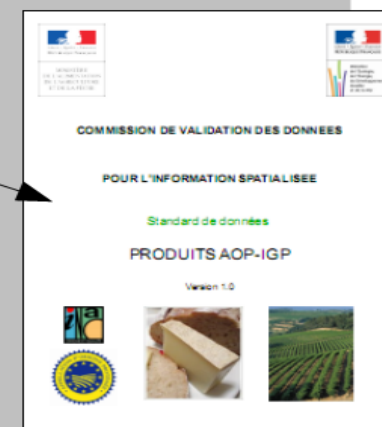 COMMISSION DE VALIDATION DES DONNEES
POUR L'INFORMATION SPATIALISEE
Standard de données
PRODUITS AOP-IGP
Version 1.0